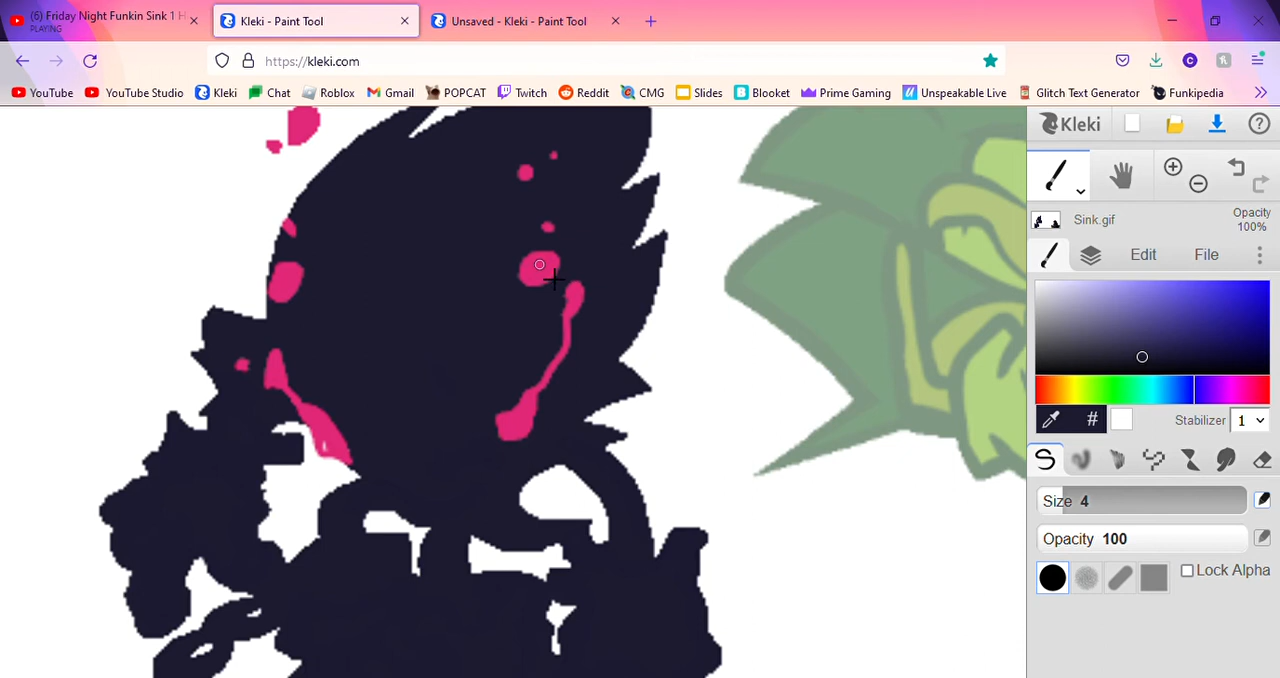 (6) Friday Night Funkin Sink 1 H
PLAYING
Kleki - Paint Tool
Unsaved - Kleki - Paint Tool
https://kleki.com
YouTube YouTube Studio Kleki Chat Roblox Gmail POPCAT Twitch Reddit CMG Slides Blooket Prime Gaming Unspeakable Live Glitch Text Generator Funkipedia
Kleki
Sink.gif
Opacity
100%
Edit
File
#
Stabilizer 1
Size 4
Opacity 100
Lock Alpha